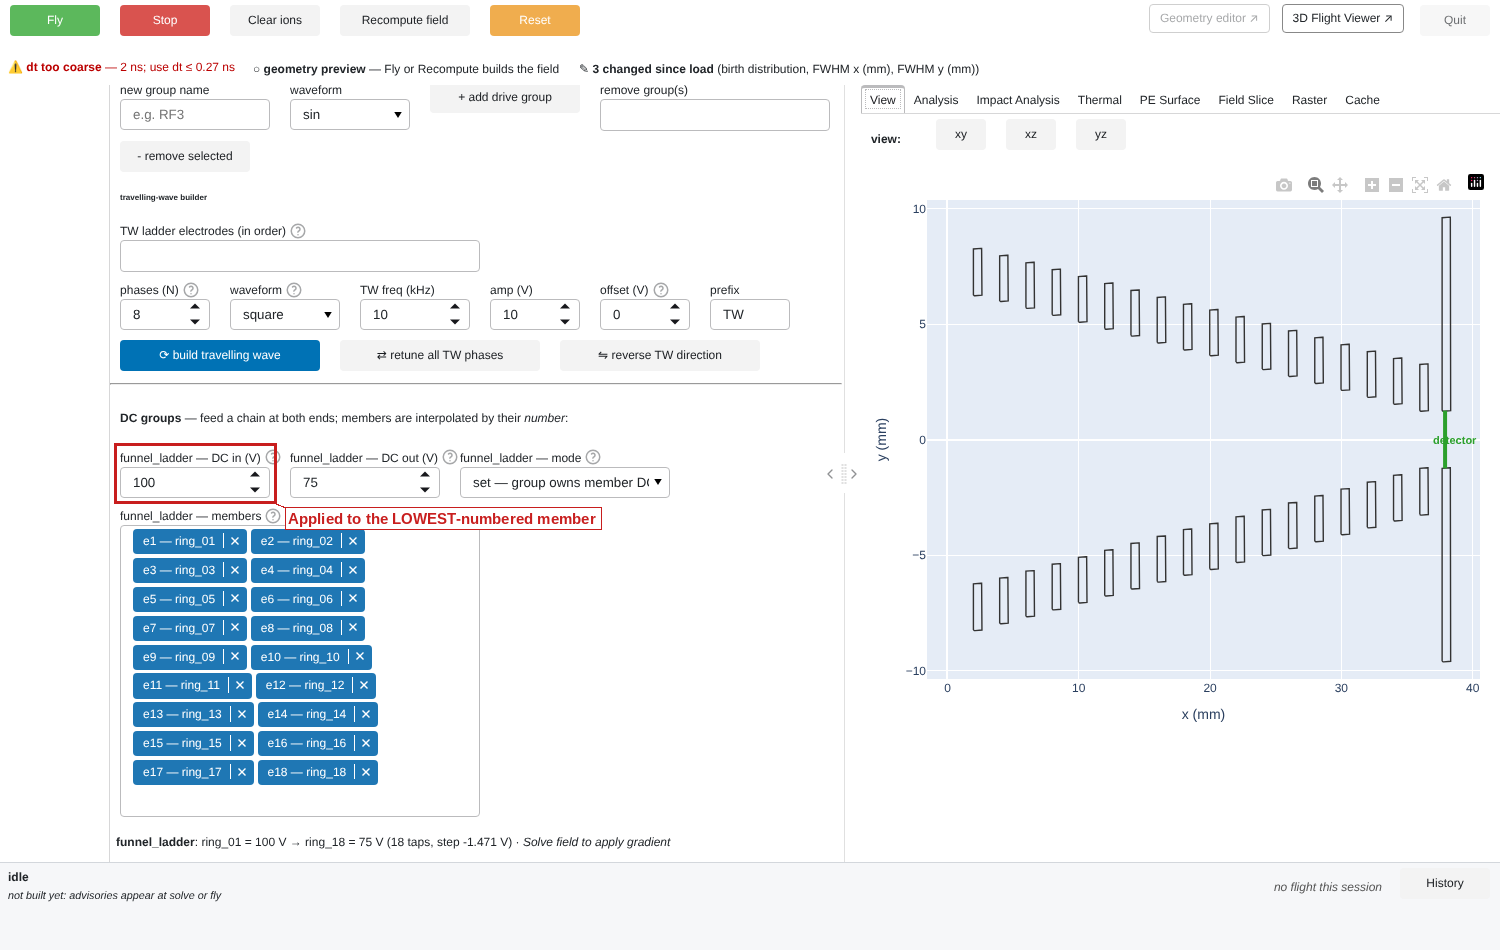 Fly
Stop
Clear ions
Recompute field
Reset
Geometry editor ↗
3D Flight Viewer ↗
Quit
⚠ dt too coarse — 2 ns; use dt ≤ 0.27 ns
○ geometry preview — Fly or Recompute builds the field
✎ 3 changed since load (birth distribution, FWHM x (mm), FWHM y (mm))
new group name
waveform
+ add drive group
remove group(s)
e.g. RF3
sin
- remove selected
travelling-wave builder
TW ladder electrodes (in order) ?
phases (N) ?
waveform ?
TW freq (kHz)
amp (V)
offset (V) ?
prefix
8
square
10
10
0
TW
⟳ build travelling wave
⇄ retune all TW phases
⇋ reverse TW direction
DC groups — feed a chain at both ends; members are interpolated by their number:
funnel_ladder — DC in (V) ?
funnel_ladder — DC out (V) ?
funnel_ladder — mode ?
100
75
set — group owns member DC
funnel_ladder — members ?
Applied to the LOWEST-numbered member
e1 — ring_01 ✕ e2 — ring_02 ✕
e3 — ring_03 ✕ e4 — ring_04 ✕
e5 — ring_05 ✕ e6 — ring_06 ✕
e7 — ring_07 ✕ e8 — ring_08 ✕
e9 — ring_09 ✕ e10 — ring_10 ✕
e11 — ring_11 ✕ e12 — ring_12 ✕
e13 — ring_13 ✕ e14 — ring_14 ✕
e15 — ring_15 ✕ e16 — ring_16 ✕
e17 — ring_17 ✕ e18 — ring_18 ✕
funnel_ladder: ring_01 = 100 V → ring_18 = 75 V (18 taps, step -1.471 V) · Solve field to apply gradient
View
Analysis
Impact Analysis
Thermal
PE Surface
Field Slice
Raster
Cache
view:
xy
xz
yz
10
5
0
−5
−10
y (mm)
detector
0
10
20
30
40
x (mm)
idle
not built yet: advisories appear at solve or fly
no flight this session
History